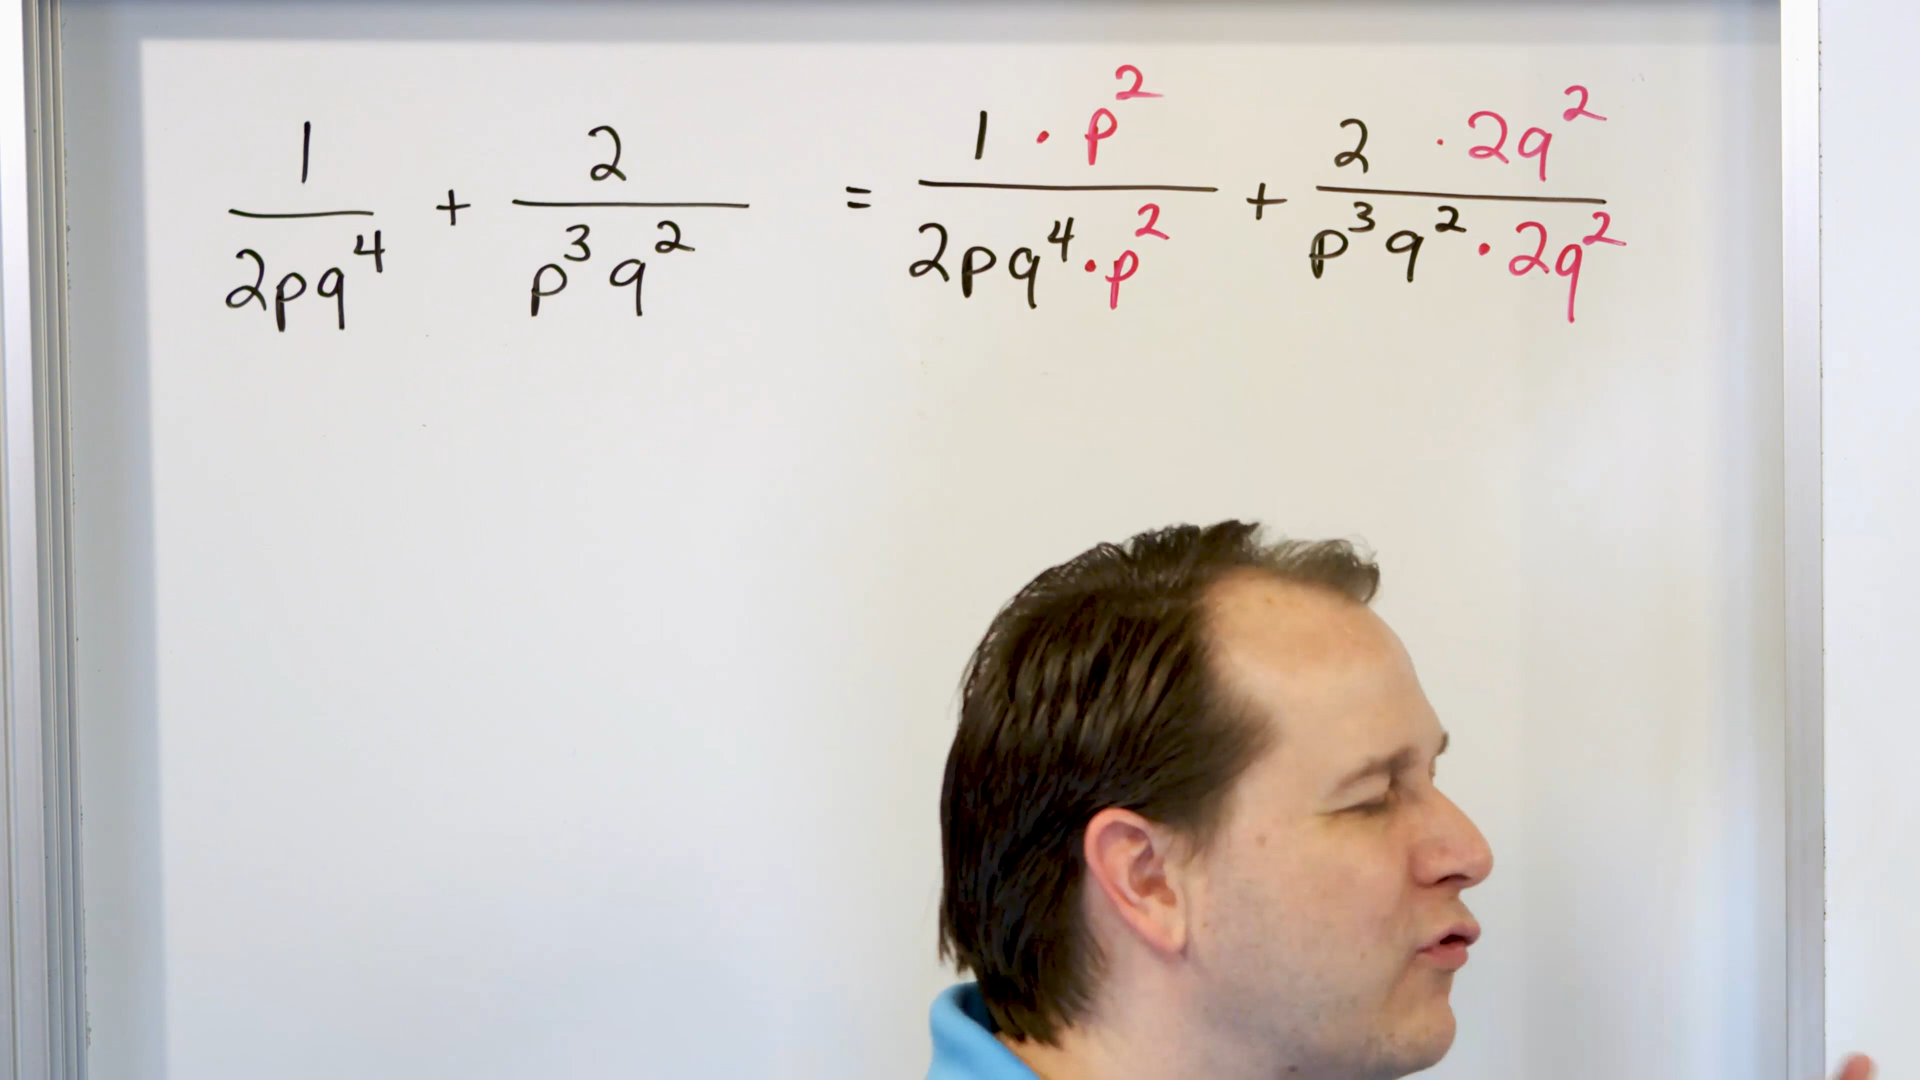 1/(2pq⁴) + 2/(p³q²) = (1 · p²)/(2pq⁴ · p²) + (2 · 2q²)/(p³q² · 2q²)